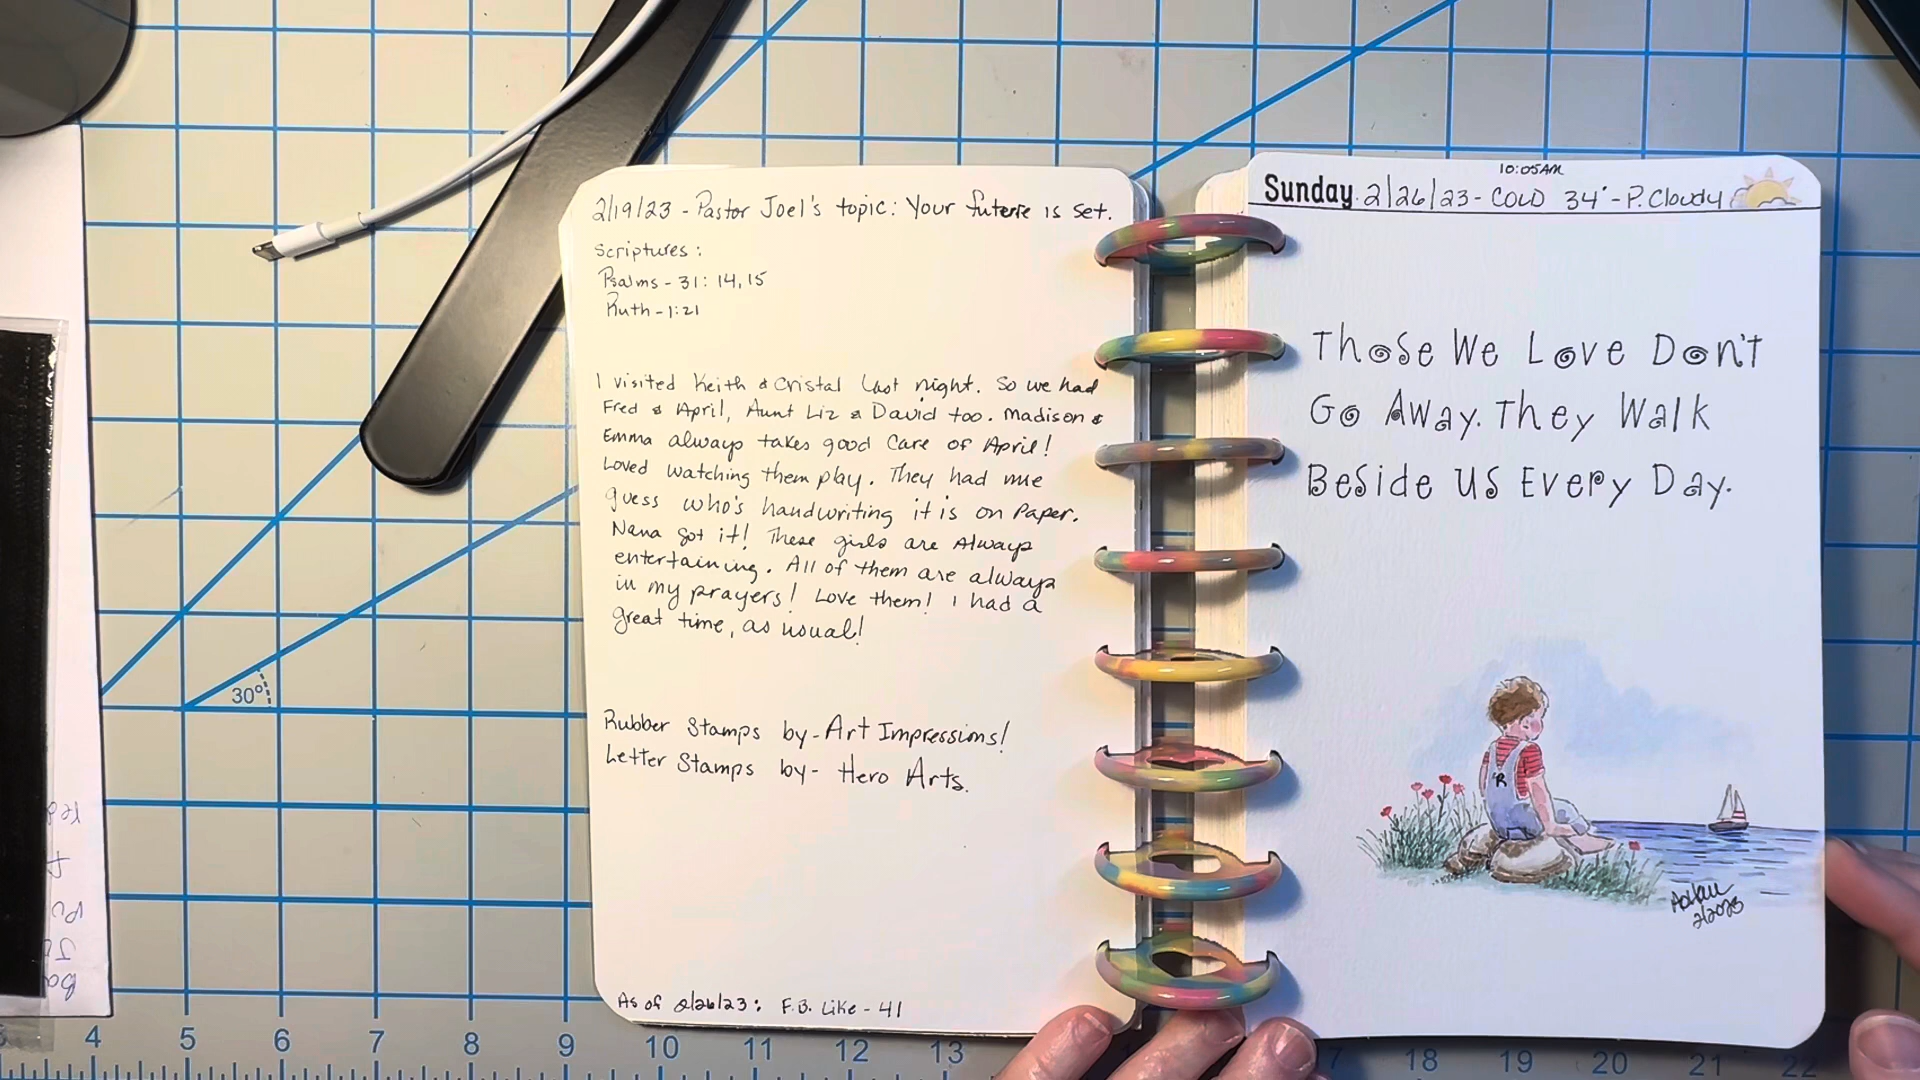 2/19/23 - Pastor Joel's topic: Your futere is set.
Scriptures:
Psalms - 31: 14, 15
Ruth - 1:21
I visited Keith & Cristal last night. So we had
Fred & April, Aunt Liz & David too. Madison &
Emma always takes good care of April!
Loved watching them play. They had me
guess who's handwriting it is on paper.
Nana got it! These girls are always
entertaining. All of them are always
in my prayers! Love them! I had a
great time, as usual!
Rubber Stamps by - Art Impressions!
Letter Stamps by - Hero Arts.
As of 2/26/23: F.B. Like - 41
10:05AM
Sunday 2/26/23 - COLD 34° - P. Cloudy
Those We Love Don't
Go Away. They Walk
Beside Us Every Day.
R
2/2023
30°
4 5 6 7 8 9 10 11 12 13 17 18 19 20 21 22